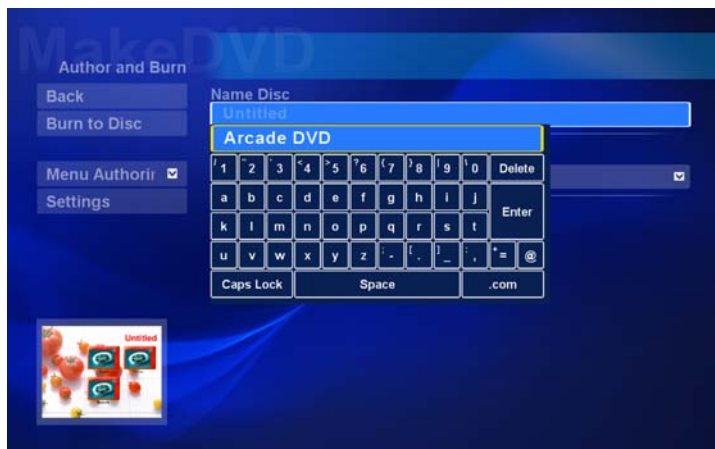 MakeDVD
Author and Burn
Back
Burn to Disc
Menu Authorin
Settings
Name Disc
Untitled
Arcade DVD
1 2 3 < 4 > 5 ? 6 { 7 } 8 | 9 \ 0 Delete
a b c d e f g h i j
Enter
k l m n o p q r s t
u v w x y z ; - [ . ] _ : , = @
Caps Lock Space .com
Untitled